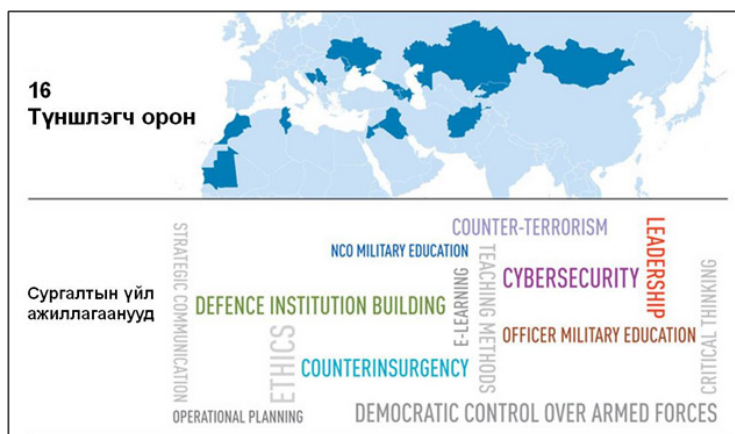 16
Түншлэгч орон
Сургалтын үйл
ажиллагаанууд
STRATEGIC COMMUNICATION
COUNTER-TERRORISM
NCO MILITARY EDUCATION
TEACHING METHODS
LEADERSHIP
CYBERSECURITY
CRITICAL THINKING
DEFENCE INSTITUTION BUILDING
E-LEARNING
ETHICS
OFFICER MILITARY EDUCATION
COUNTERINSURGENCY
OPERATIONAL PLANNING
DEMOCRATIC CONTROL OVER ARMED FORCES